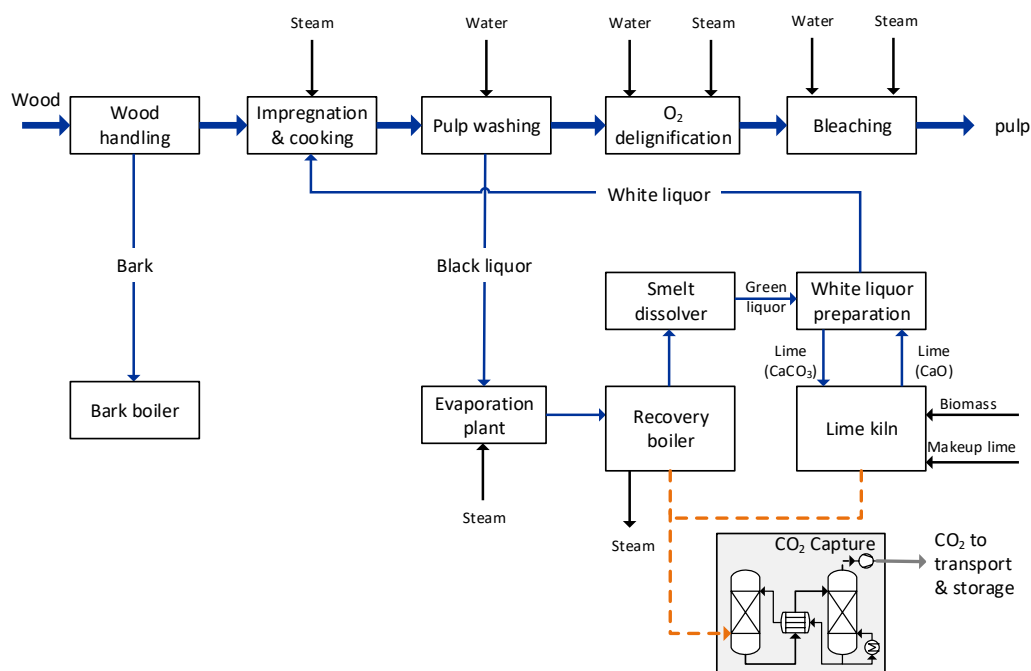 Steam
Water
Water
Steam
Water
Steam
Wood
Wood
handling
Impregnation
& cooking
Pulp washing
O₂
delignification
Bleaching
pulp
White liquor
Bark
Black liquor
Smelt
dissolver
Green
liquor
White liquor
preparation
Lime
(CaCO₃)
Lime
(CaO)
Bark boiler
Evaporation
plant
Recovery
boiler
Lime kiln
Biomass
Makeup lime
Steam
Steam
CO₂ Capture
CO₂ to
transport
& storage
M